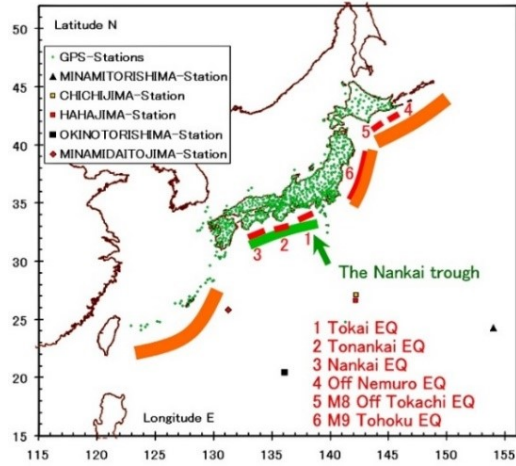 Latitude N
GPS-Stations
MINAMITORISHIMA-Station
CHICHIJIMA-Station
HAHAJIMA-Station
OKINOTORISHIMA-Station
MINAMIDAITOJIMA-Station
52
50
45
40
35
30
25
20
15
4
5
6
3
2
1
The Nankai trough
1 Tokai EQ
2 Tonankai EQ
3 Nankai EQ
4 Off Nemuro EQ
5 M8 Off Tokachi EQ
6 M9 Tohoku EQ
Longitude E
115 120 125 130 135 140 145 150 155